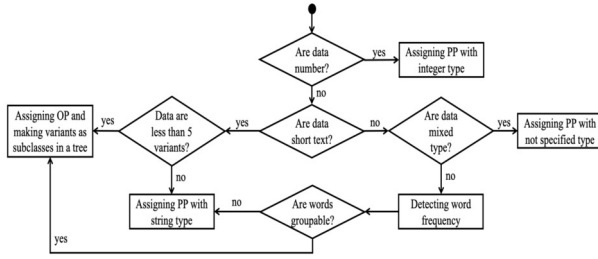 Are data
number?
yes
Assigning PP with
integer type
no
Assigning OP and
making variants as
subclasses in a tree
yes
Data are
less than 5
variants?
yes
Are data
short text?
no
Are data
mixed
type?
yes
Assigning PP with
not specified type
no
no
Assigning PP with
string type
no
Are words
groupable?
Detecting word
frequency
yes